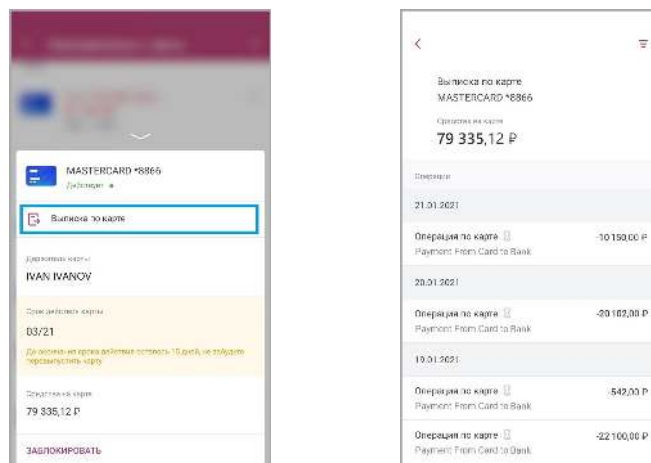 MASTERCARD *8866
Действует
Выписка по карте
Держатель карты
IVAN IVANOV
Срок действия карты
03/21
До окончания срока действия осталось 10 дней, не забудьте
перевыпустить карту
Средства на карте
79 335,12 ₽
ЗАБЛОКИРОВАТЬ
Выписка по карте
MASTERCARD *8866
Средства на карте
79 335,12 ₽
Операции
21.01.2021
Операция по карте -10 150,00 ₽
Payment From Card to Bank
20.01.2021
Операция по карте -20 102,00 ₽
Payment From Card to Bank
19.01.2021
Операция по карте -542,00 ₽
Payment From Card to Bank
Операция по карте -22 100,00 ₽
Payment From Card to Bank